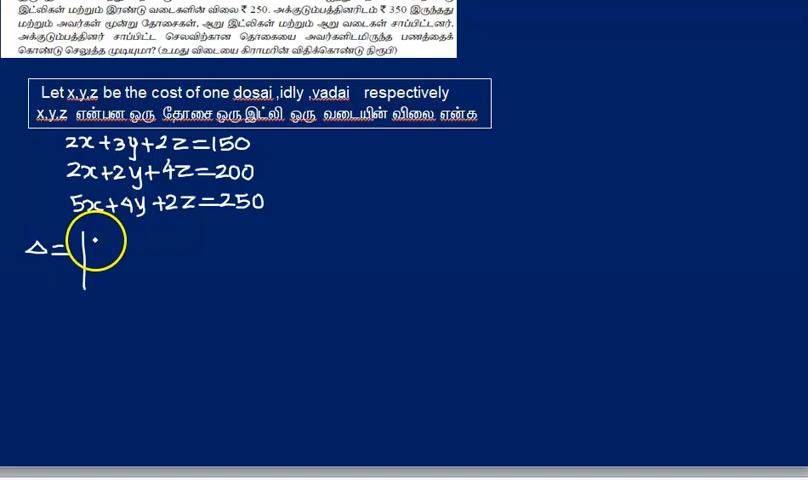 இட்லிகள் மற்றும் இரண்டு வடைகளின் விலை ₹ 250. அக்குடும்பத்தினரிடம் ₹ 350 இருந்தது
மற்றும் அவர்கள் மூன்று தோசைகள், ஆறு இட்லிகள் மற்றும் ஆறு வடைகள் சாப்பிட்டனர்.
அக்குடும்பத்தினர் சாப்பிட்ட செலவிற்கான தொகையை அவர்களிடமிருந்த பணத்தைக்
கொண்டு செலுத்த முடியுமா? (உமது விடையை கிராமரின் விதிக்கொண்டு நிரூபி)
Let x,y,z be the cost of one dosai ,idly ,vadai respectively
x,y,z என்பன ஒரு தோசை ஒரு இட்லி ஒரு வடையின் விலை என்க
2x+3y+2z=150
2x+2y+4z=200
5x+4y+2z=250
Δ=